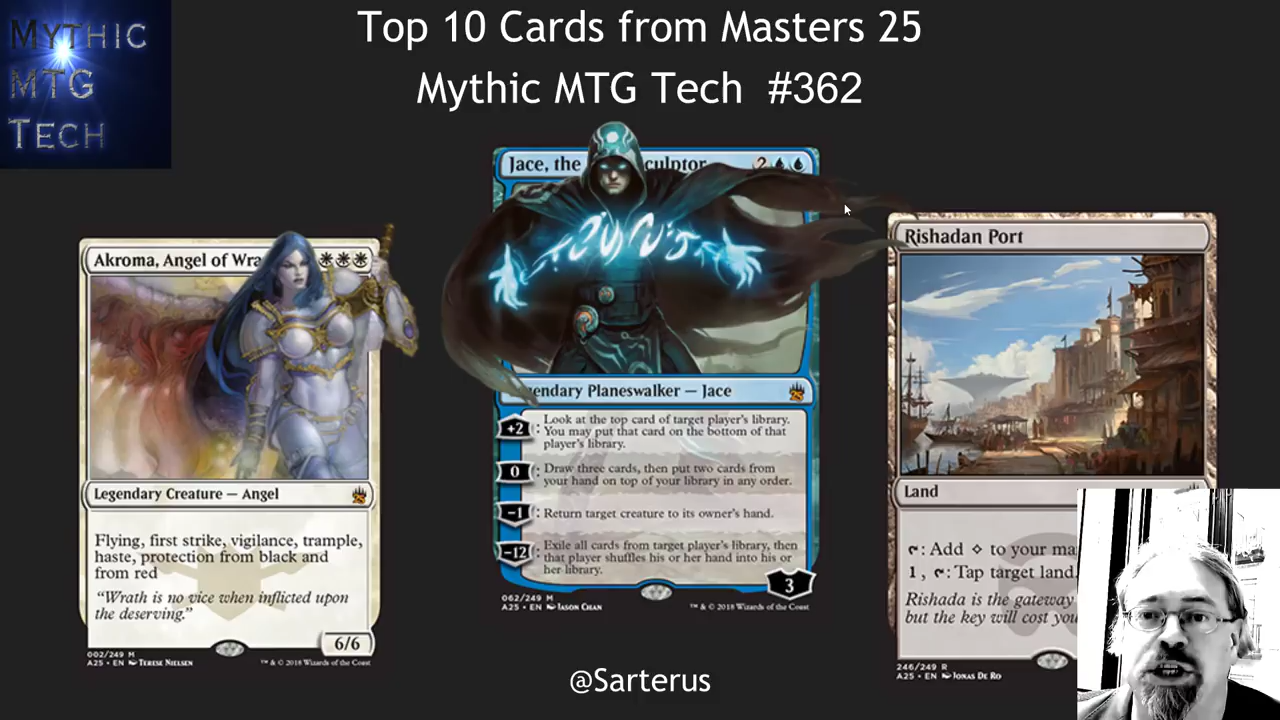 MYTHIC
MTG
TECH
Top 10 Cards from Masters 25
Mythic MTG Tech #362
Akroma, Angel of Wra
Legendary Creature — Angel
Flying, first strike, vigilance, trample,
haste, protection from black and
from red
“Wrath is no vice when inflicted upon
the deserving.”
6/6
002/249 M
A25 • EN TERESE NIELSEN
™ & © 2018 Wizards of the Coast
Jace, the culptor 2
endary Planeswalker — Jace
+2: Look at the top card of target player's library.
You may put that card on the bottom of that
player's library.
0: Draw three cards, then put two cards from
your hand on top of your library in any order.
−1: Return target creature to its owner's hand.
−12: Exile all cards from target player's library, then
that player shuffles his or her hand into his or
her library.
3
062/249 M
A25 • EN JASON CHAN
™ & © 2018 Wizards of the Coast
Rishadan Port
Land
: Add to your ma
1, : Tap target land.
Rishada is the gateway
but the key will cost you
246/249 R
A25 • EN JONAS DE RO
@Sarterus